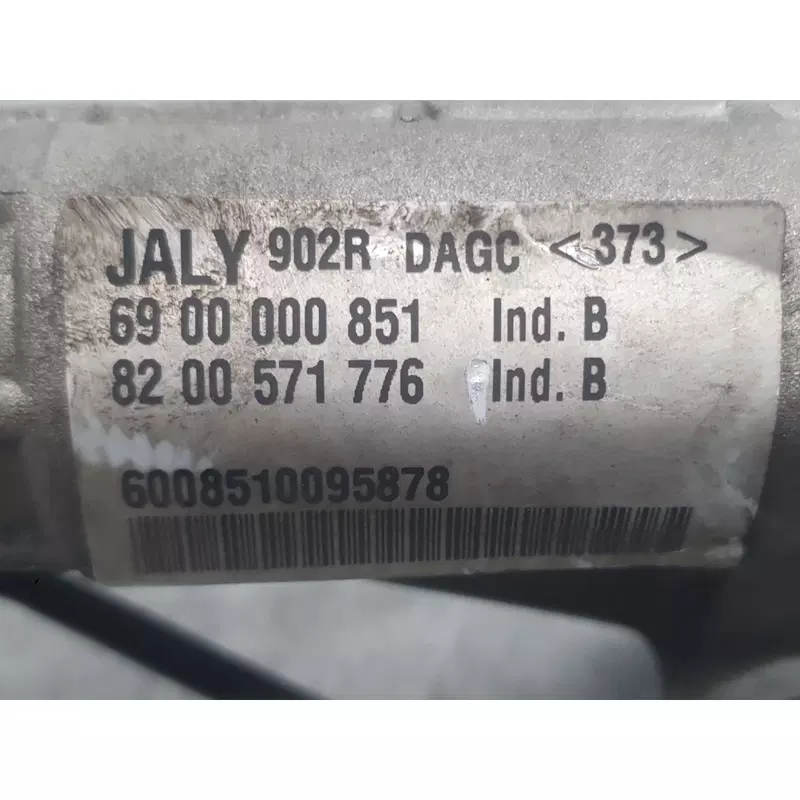 JALY 902R DAGC <373>
69 00 000 851 Ind. B
82 00 571 776 Ind. B
6008510095878